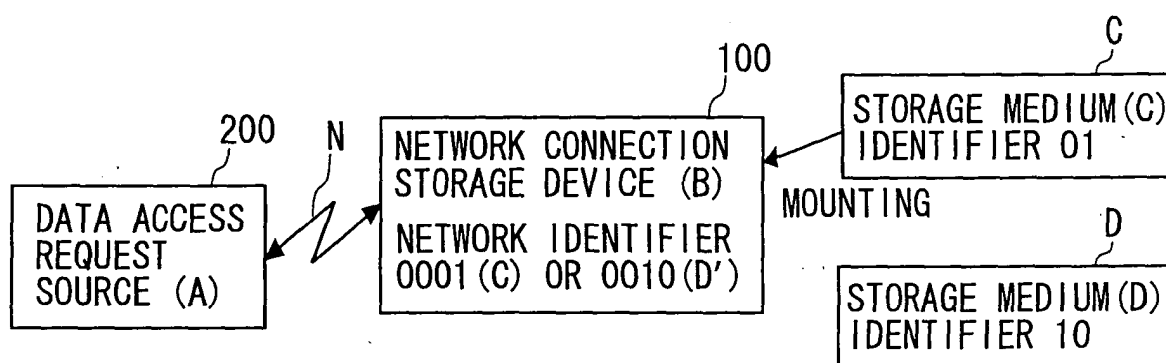 200
DATA ACCESS
REQUEST
SOURCE (A)
N
100
NETWORK CONNECTION
STORAGE DEVICE (B)
NETWORK IDENTIFIER
0001(C) OR 0010(D')
MOUNTING
C
STORAGE MEDIUM(C)
IDENTIFIER 01
D
STORAGE MEDIUM(D)
IDENTIFIER 10